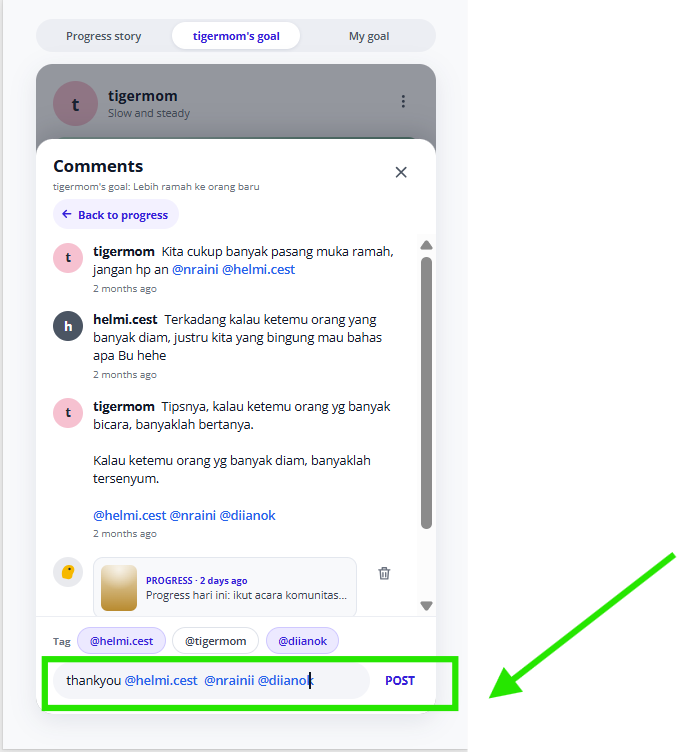 Progress story
tigermom's goal
My goal
t
tigermom
Slow and steady
Comments
tigermom's goal: Lebih ramah ke orang baru
← Back to progress
t
tigermom Kita cukup banyak pasang muka ramah,
jangan hp an @nraini @helmi.cest
2 months ago
h
helmi.cest Terkadang kalau ketemu orang yang
banyak diam, justru kita yang bingung mau bahas
apa Bu hehe
2 months ago
t
tigermom Tipsnya, kalau ketemu orang yg banyak
bicara, banyaklah bertanya.
Kalau ketemu orang yg banyak diam, banyaklah
tersenyum.
@helmi.cest @nraini @diianok
2 months ago
PROGRESS · 2 days ago
Progress hari ini: ikut acara komunitas...
Tag
@helmi.cest
@tigermom
@diianok
thankyou @helmi.cest @nrainii @diianok
POST